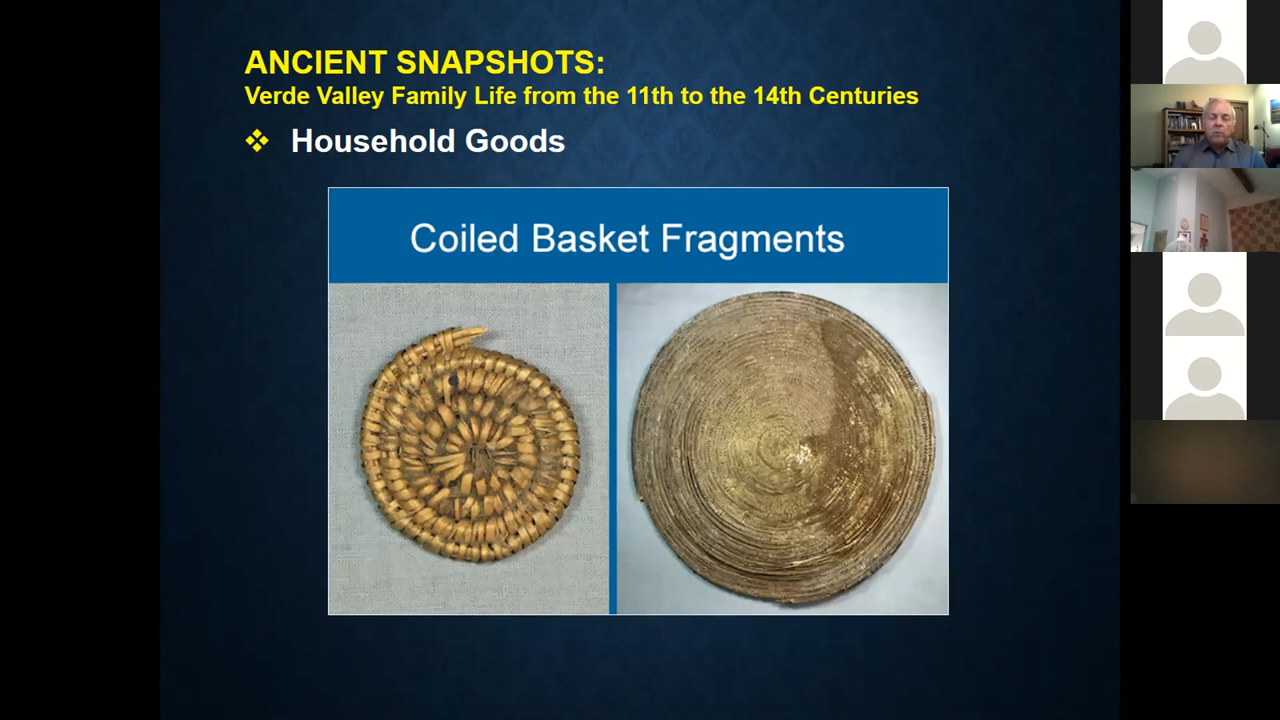 ANCIENT SNAPSHOTS:
Verde Valley Family Life from the 11th to the 14th Centuries
Household Goods
Coiled Basket Fragments